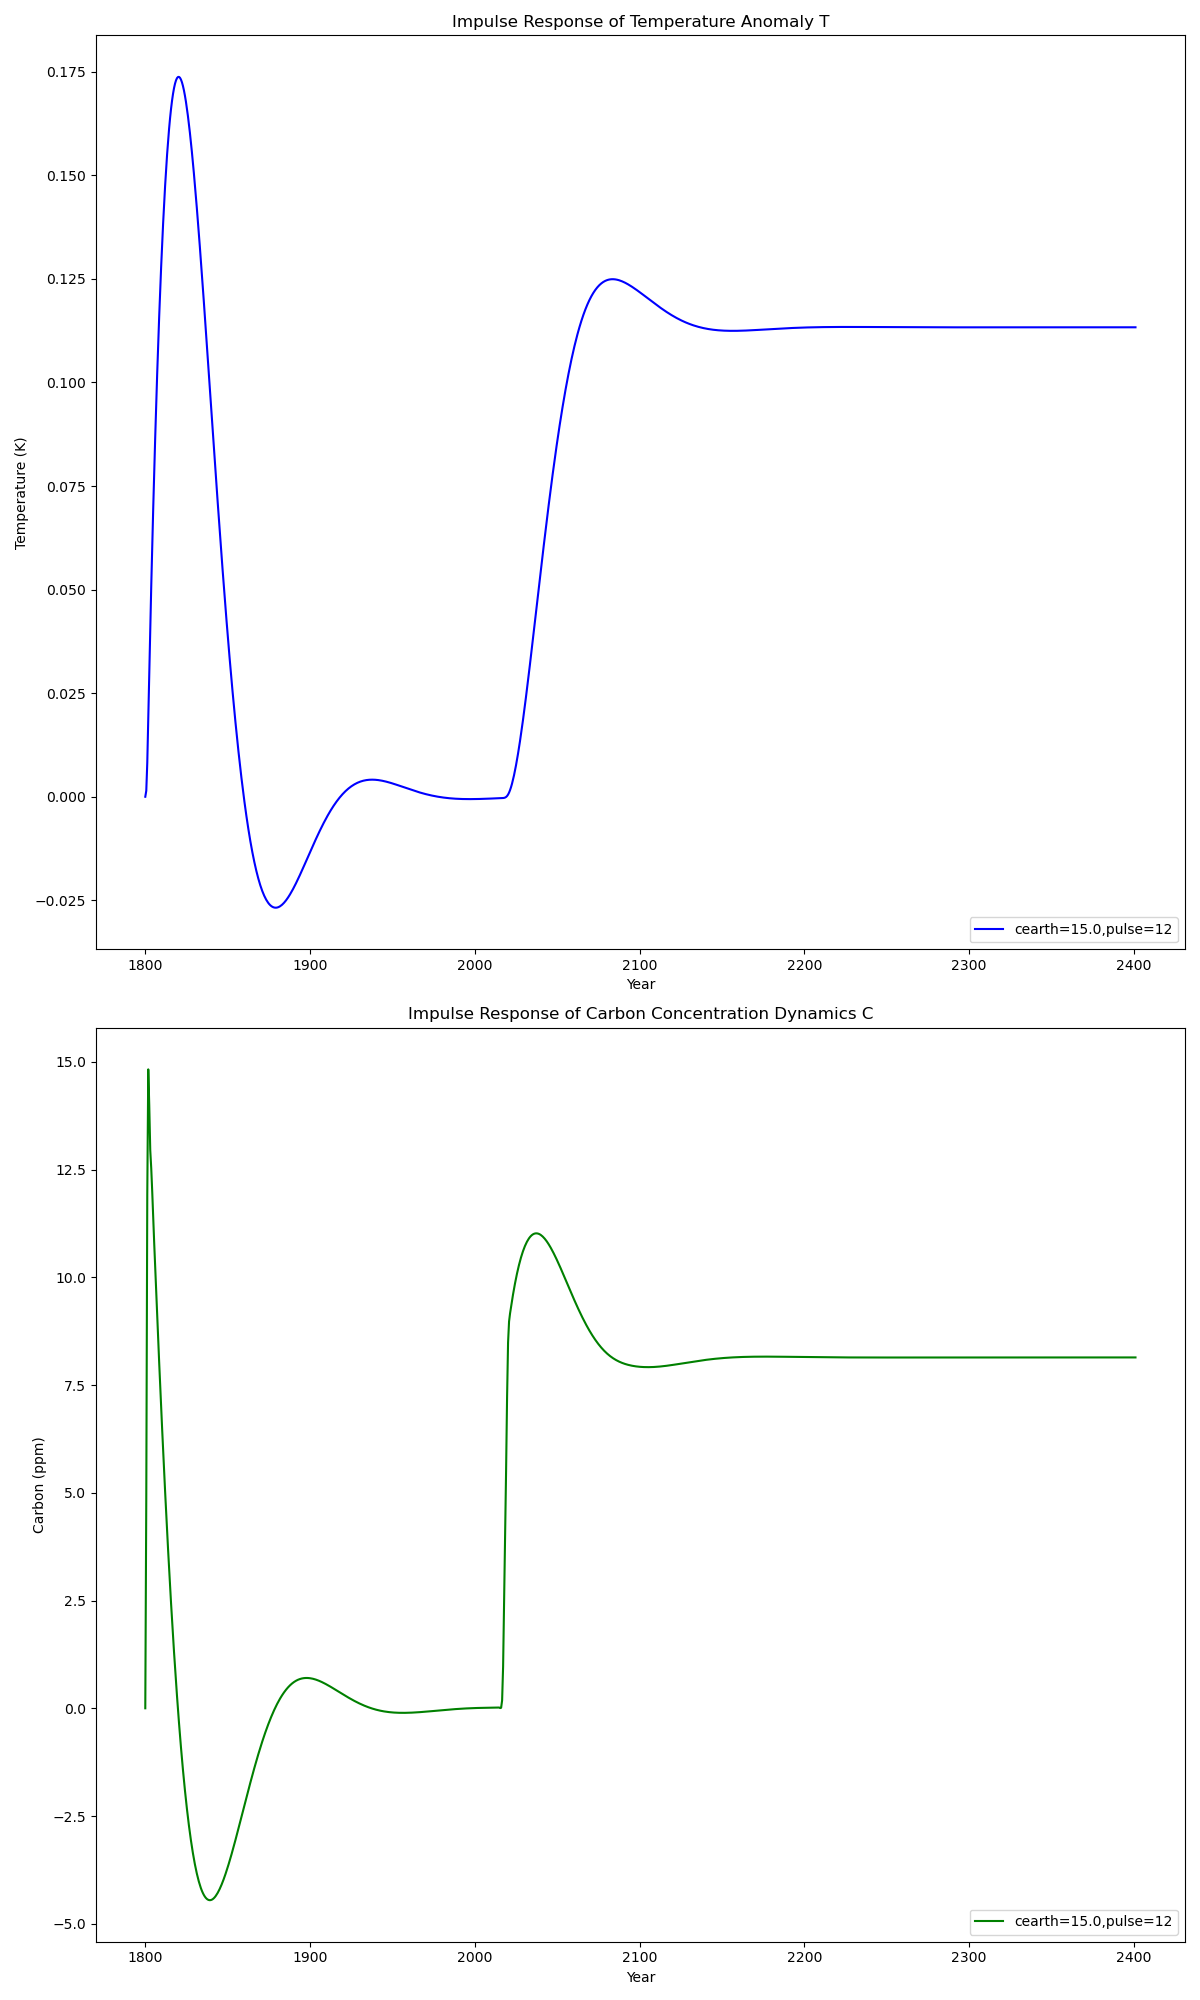 Impulse Response of Temperature Anomaly T
0.175
0.150
0.125
0.100
0.075
0.050
0.025
0.000
−0.025
Temperature (K)
cearth=15.0,pulse=12
1800 1900 2000 2100 2200 2300 2400
Year
Impulse Response of Carbon Concentration Dynamics C
15.0
12.5
10.0
7.5
5.0
2.5
0.0
−2.5
−5.0
Carbon (ppm)
cearth=15.0,pulse=12
1800 1900 2000 2100 2200 2300 2400
Year